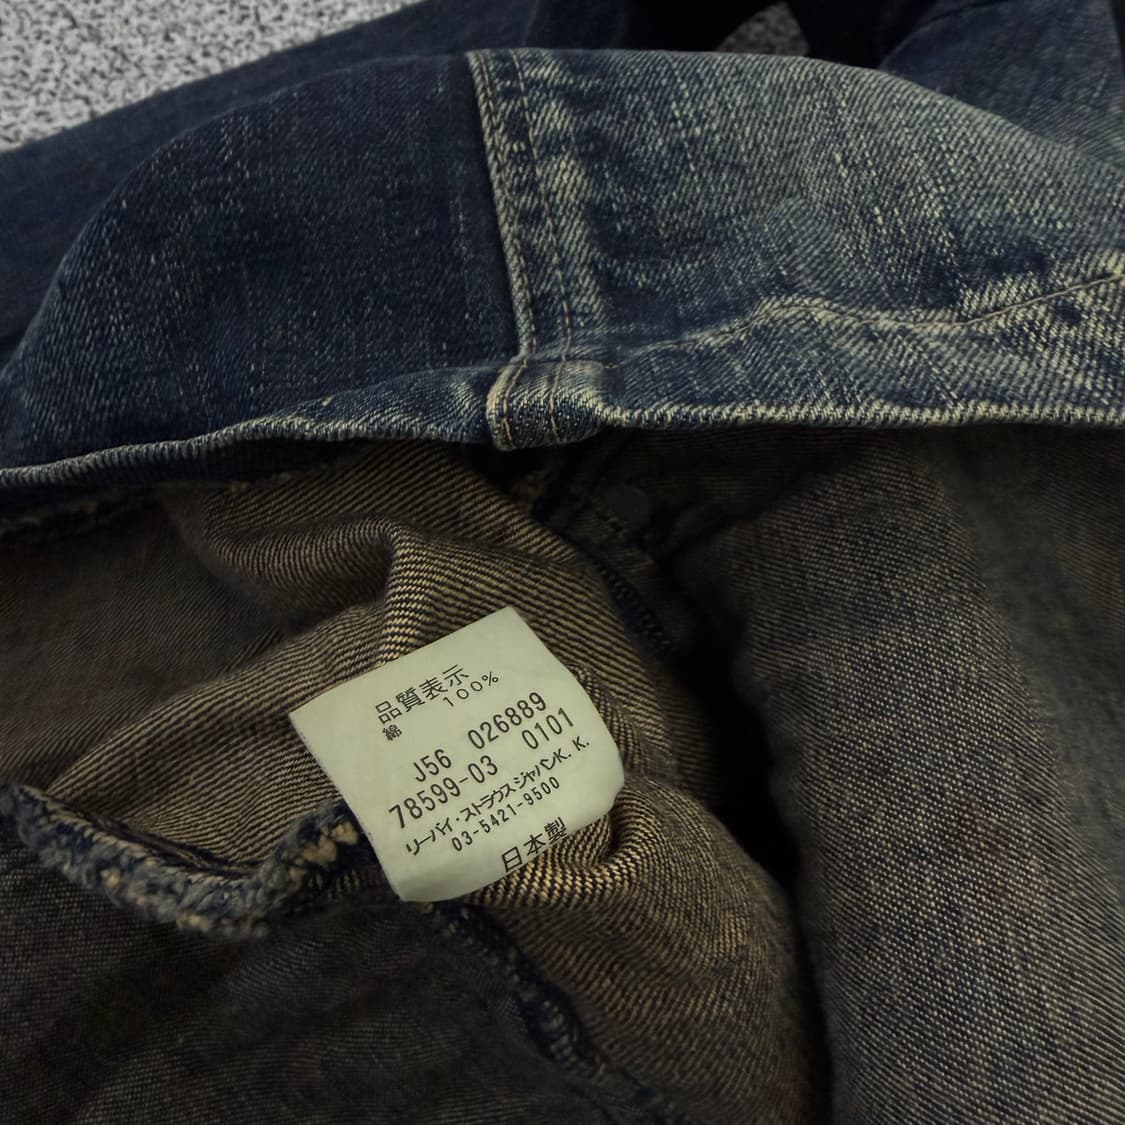 品質表示
綿 100%
J56 026889
78599-03 0101
リーバイ・ストラウスジャパンK.K.
03-5421-9500
日本製